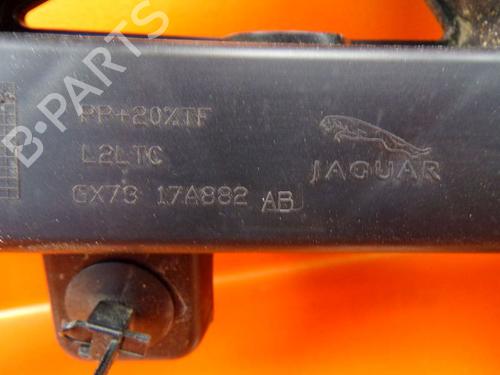 PP+20%TF
L2LTC
GX73 17A882 AB
JAGUAR
B-Parts